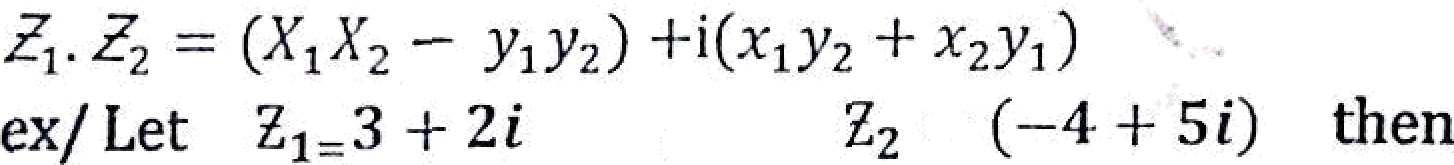 Z₁. Z₂ = (X₁X₂ − y₁y₂) +i(x₁y₂ + x₂y₁)
ex/ Let Z₁₌3 + 2i Z₂ (−4 + 5i) then